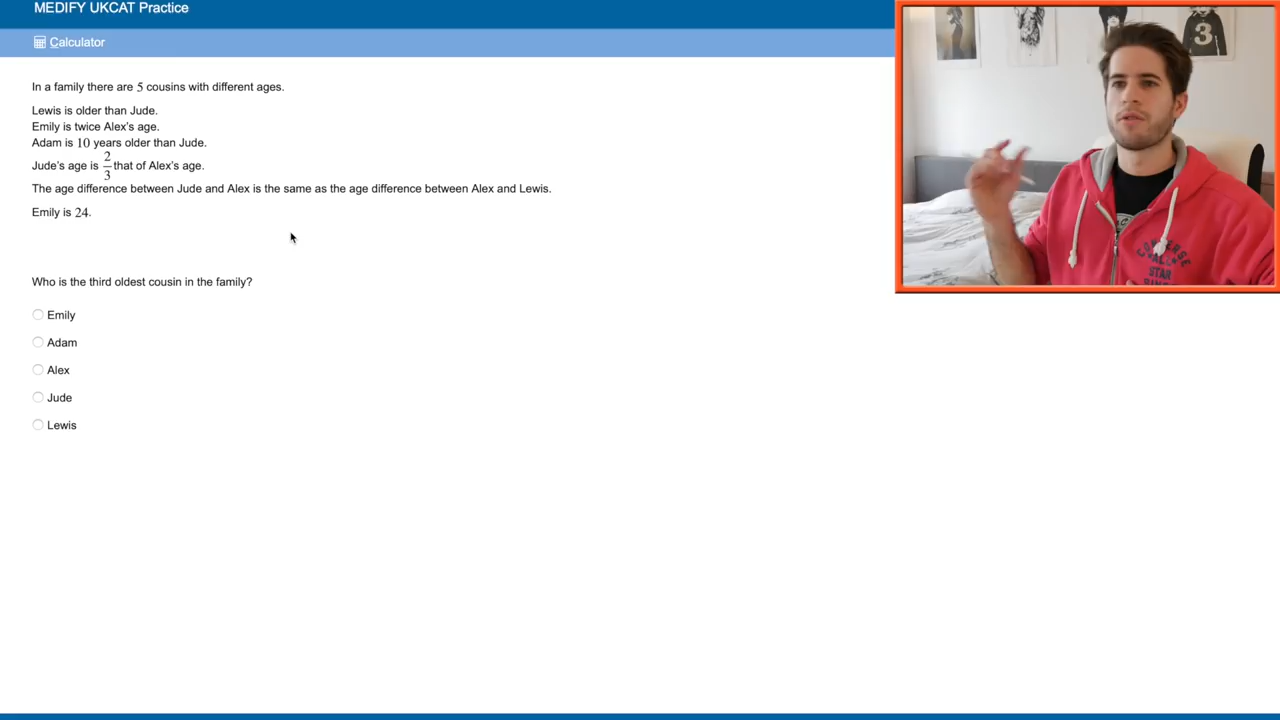 MEDIFY UKCAT Practice
Calculator
In a family there are 5 cousins with different ages.
Lewis is older than Jude.
Emily is twice Alex's age.
Adam is 10 years older than Jude.
Jude's age is 2/3 that of Alex's age.
The age difference between Jude and Alex is the same as the age difference between Alex and Lewis.
Emily is 24.
Who is the third oldest cousin in the family?
Emily
Adam
Alex
Jude
Lewis
3
CONVERSE
STAR